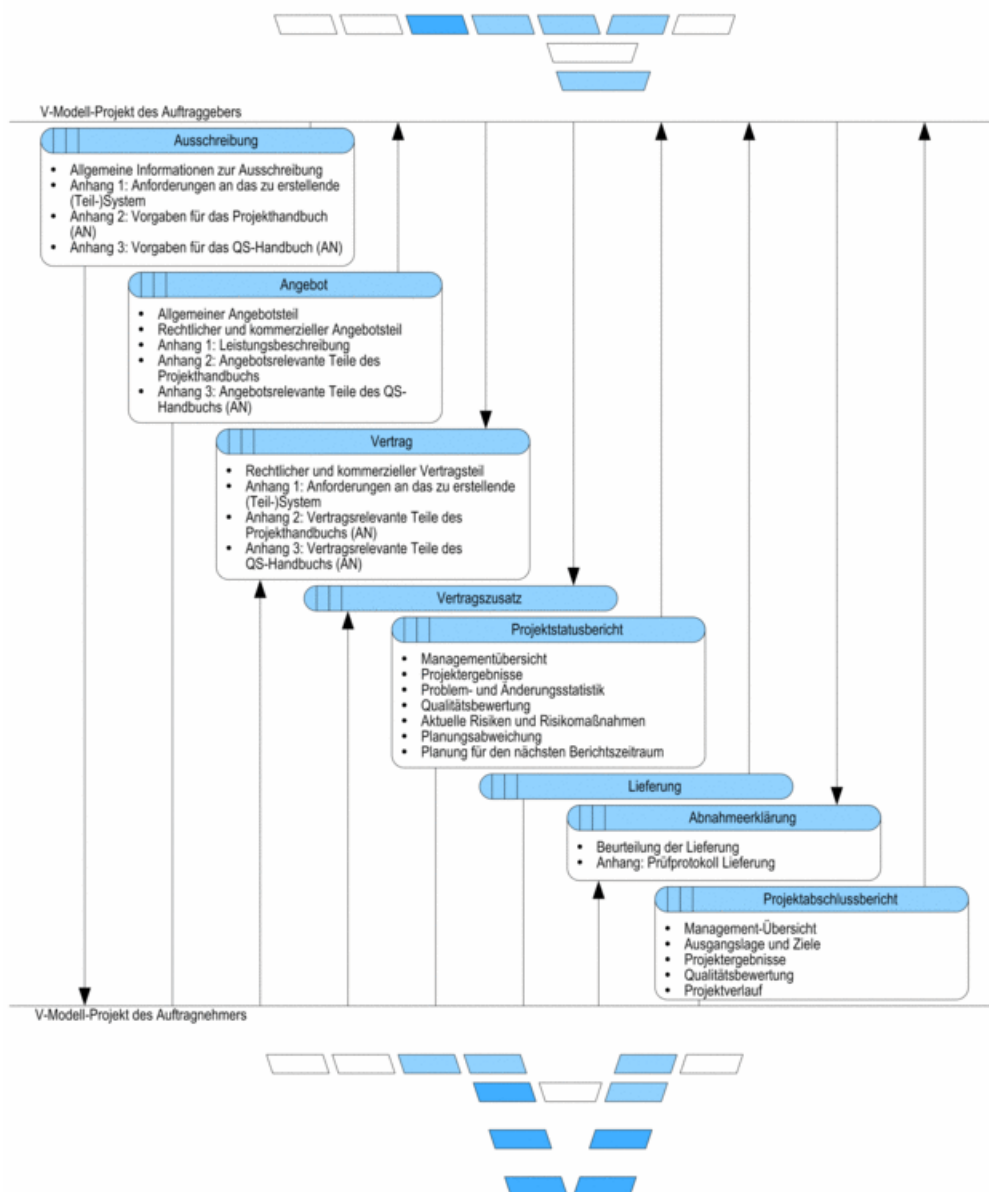 V-Modell-Projekt des Auftraggebers
Ausschreibung
• Allgemeine Informationen zur Ausschreibung
• Anhang 1: Anforderungen an das zu erstellende
(Teil-)System
• Anhang 2: Vorgaben für das Projekthandbuch
(AN)
• Anhang 3: Vorgaben für das QS-Handbuch (AN)
Angebot
• Allgemeiner Angebotsteil
• Rechtlicher und kommerzieller Angebotsteil
• Anhang 1: Leistungsbeschreibung
• Anhang 2: Angebotsrelevante Teile des
Projekthandbuchs
• Anhang 3: Angebotsrelevante Teile des QS-
Handbuchs (AN)
Vertrag
• Rechtlicher und kommerzieller Vertragsteil
• Anhang 1: Anforderungen an das zu erstellende
(Teil-)System
• Anhang 2: Vertragsrelevante Teile des
Projekthandbuchs (AN)
• Anhang 3: Vertragsrelevante Teile des
QS-Handbuchs (AN)
Vertragszusatz
Projektstatusbericht
• Managementübersicht
• Projektergebnisse
• Problem- und Änderungsstatistik
• Qualitätsbewertung
• Aktuelle Risiken und Risikomaßnahmen
• Planungsabweichung
• Planung für den nächsten Berichtszeitraum
Lieferung
Abnahmeerklärung
• Beurteilung der Lieferung
• Anhang: Prüfprotokoll Lieferung
Projektabschlussbericht
• Management-Übersicht
• Ausgangslage und Ziele
• Projektergebnisse
• Qualitätsbewertung
• Projektverlauf
V-Modell-Projekt des Auftragnehmers